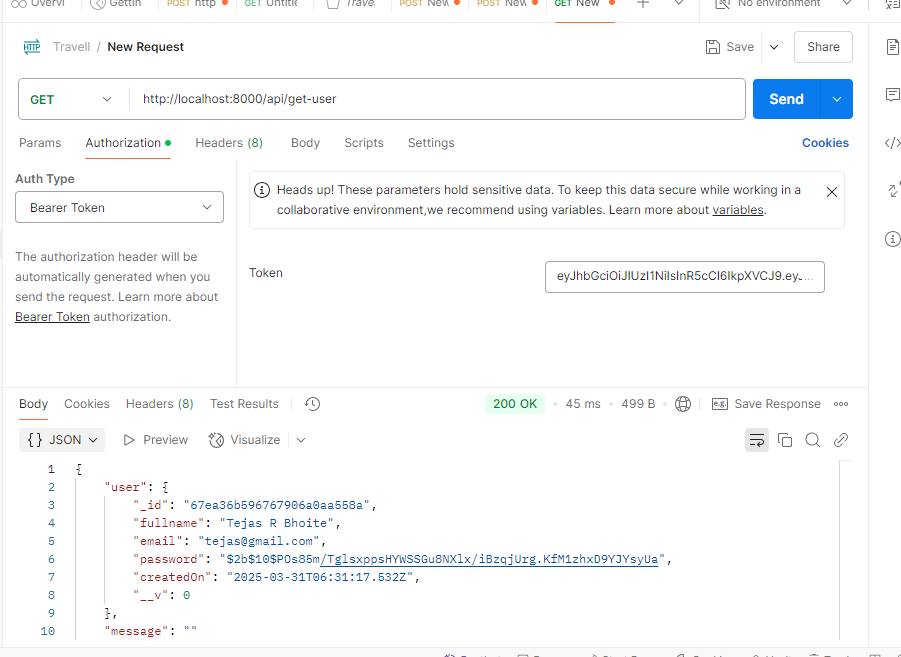 Overvi
Gettin
POST http
GET Untitle
Travel
POST New
POST New
GET New
No environment
HTTP Travell / New Request
Save
Share
GET
http://localhost:8000/api/get-user
Send
Params Authorization Headers (8) Body Scripts Settings
Cookies
Auth Type
Bearer Token
The authorization header will be
automatically generated when you
send the request. Learn more about
Bearer Token authorization.
Heads up! These parameters hold sensitive data. To keep this data secure while working in a
collaborative environment,we recommend using variables. Learn more about variables.
Token
eyJhbGciOiJIUzI1NiIsInR5cCI6IkpXVCJ9.eyJ...
Body Cookies Headers (8) Test Results
200 OK • 45 ms • 499 B
e.g. Save Response
{} JSON
Preview
Visualize
1 {
2 "user": {
3 "_id": "67ea36b596767906a0aa558a",
4 "fullname": "Tejas R Bhoite",
5 "email": "tejas@gmail.com",
6 "password": "$2b$10$POs85m/TglsxppsHYWSSGu8NXlx/iBzqjUrg.KfM1zhxD9YJYsyUa",
7 "createdOn": "2025-03-31T06:31:17.532Z",
8 "__v": 0
9 },
10 "message": ""